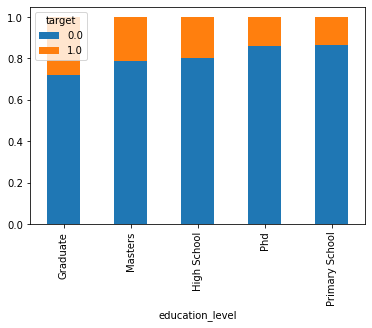 target
0.0
1.0
1.0
0.8
0.6
0.4
0.2
0.0
Graduate
Masters
High School
Phd
Primary School
education_level